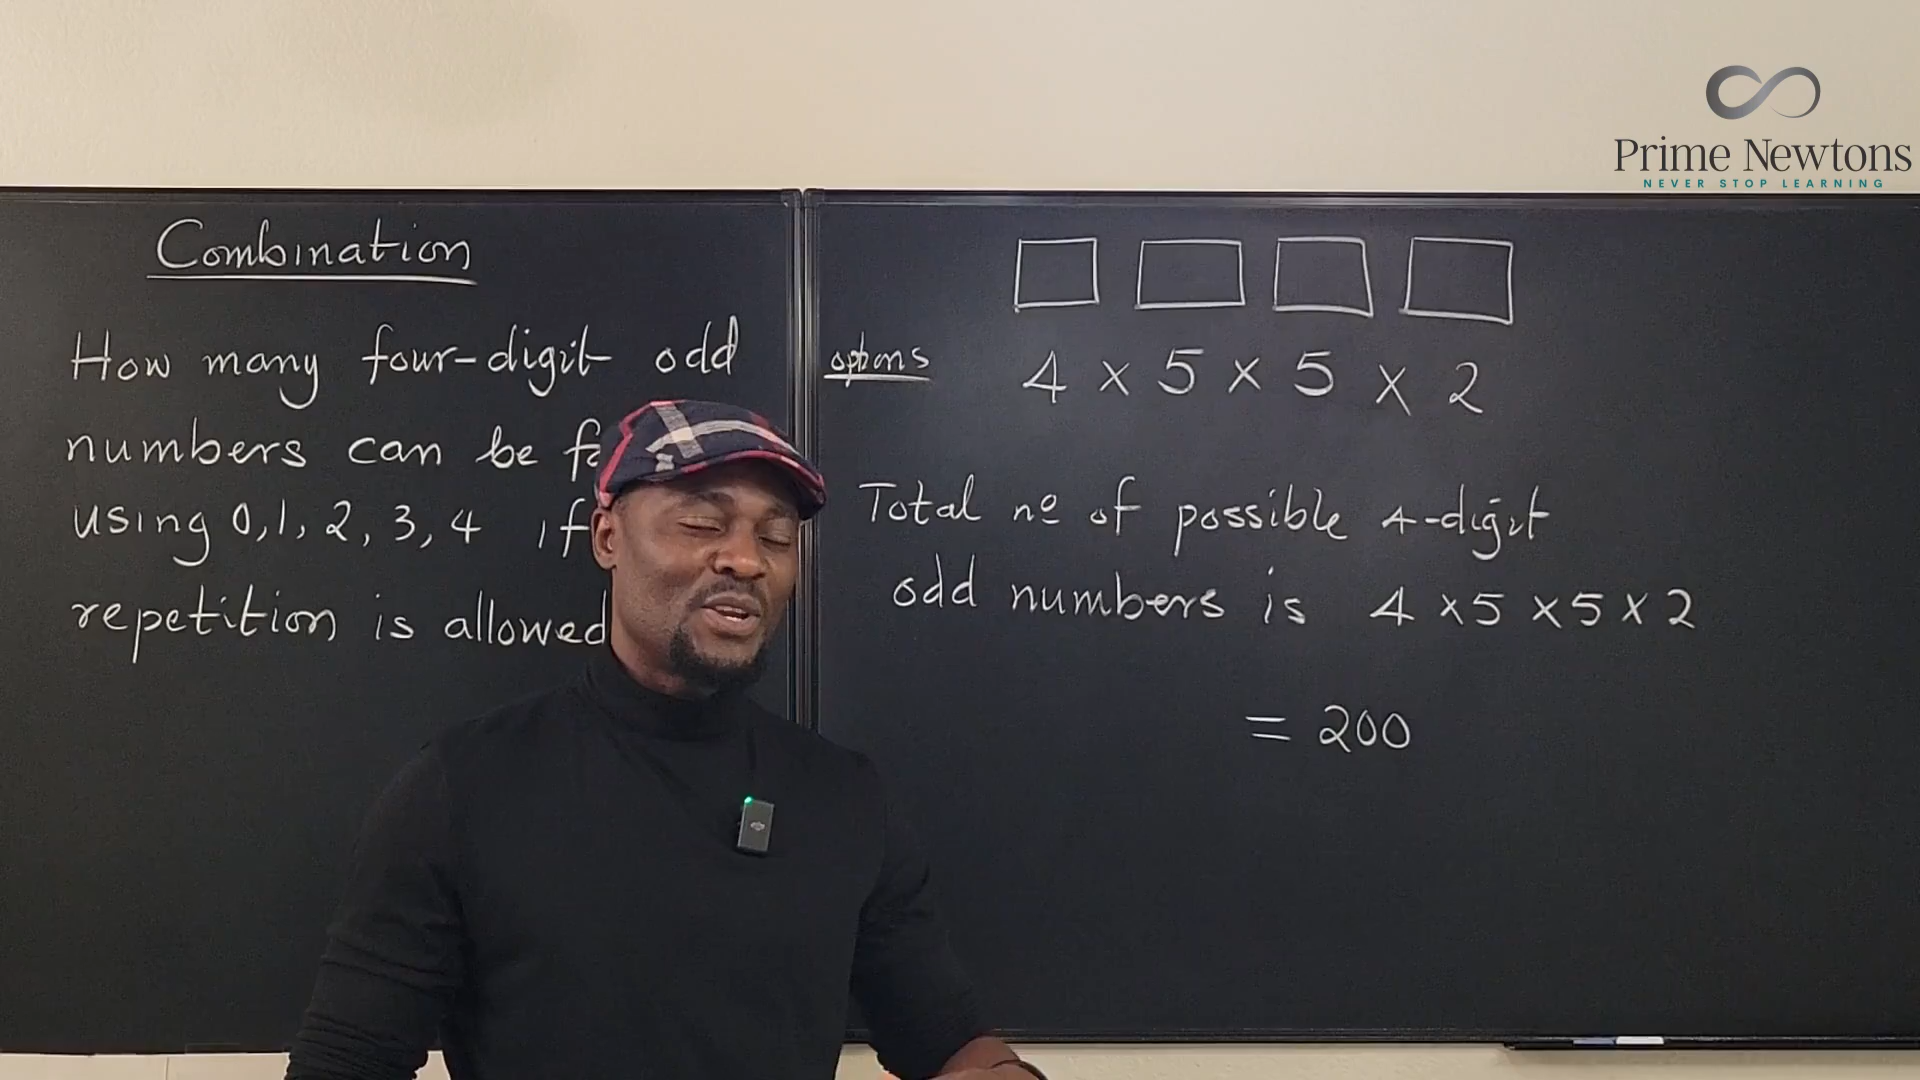 Prime Newtons
NEVER STOP LEARNING
Combination
How many four-digit odd
numbers can be
using 0, 1, 2, 3, 4 if
repetition is allowed
options 4 × 5 × 5 × 2
Total nº of possible 4-digit
odd numbers is 4 × 5 × 5 × 2
= 200